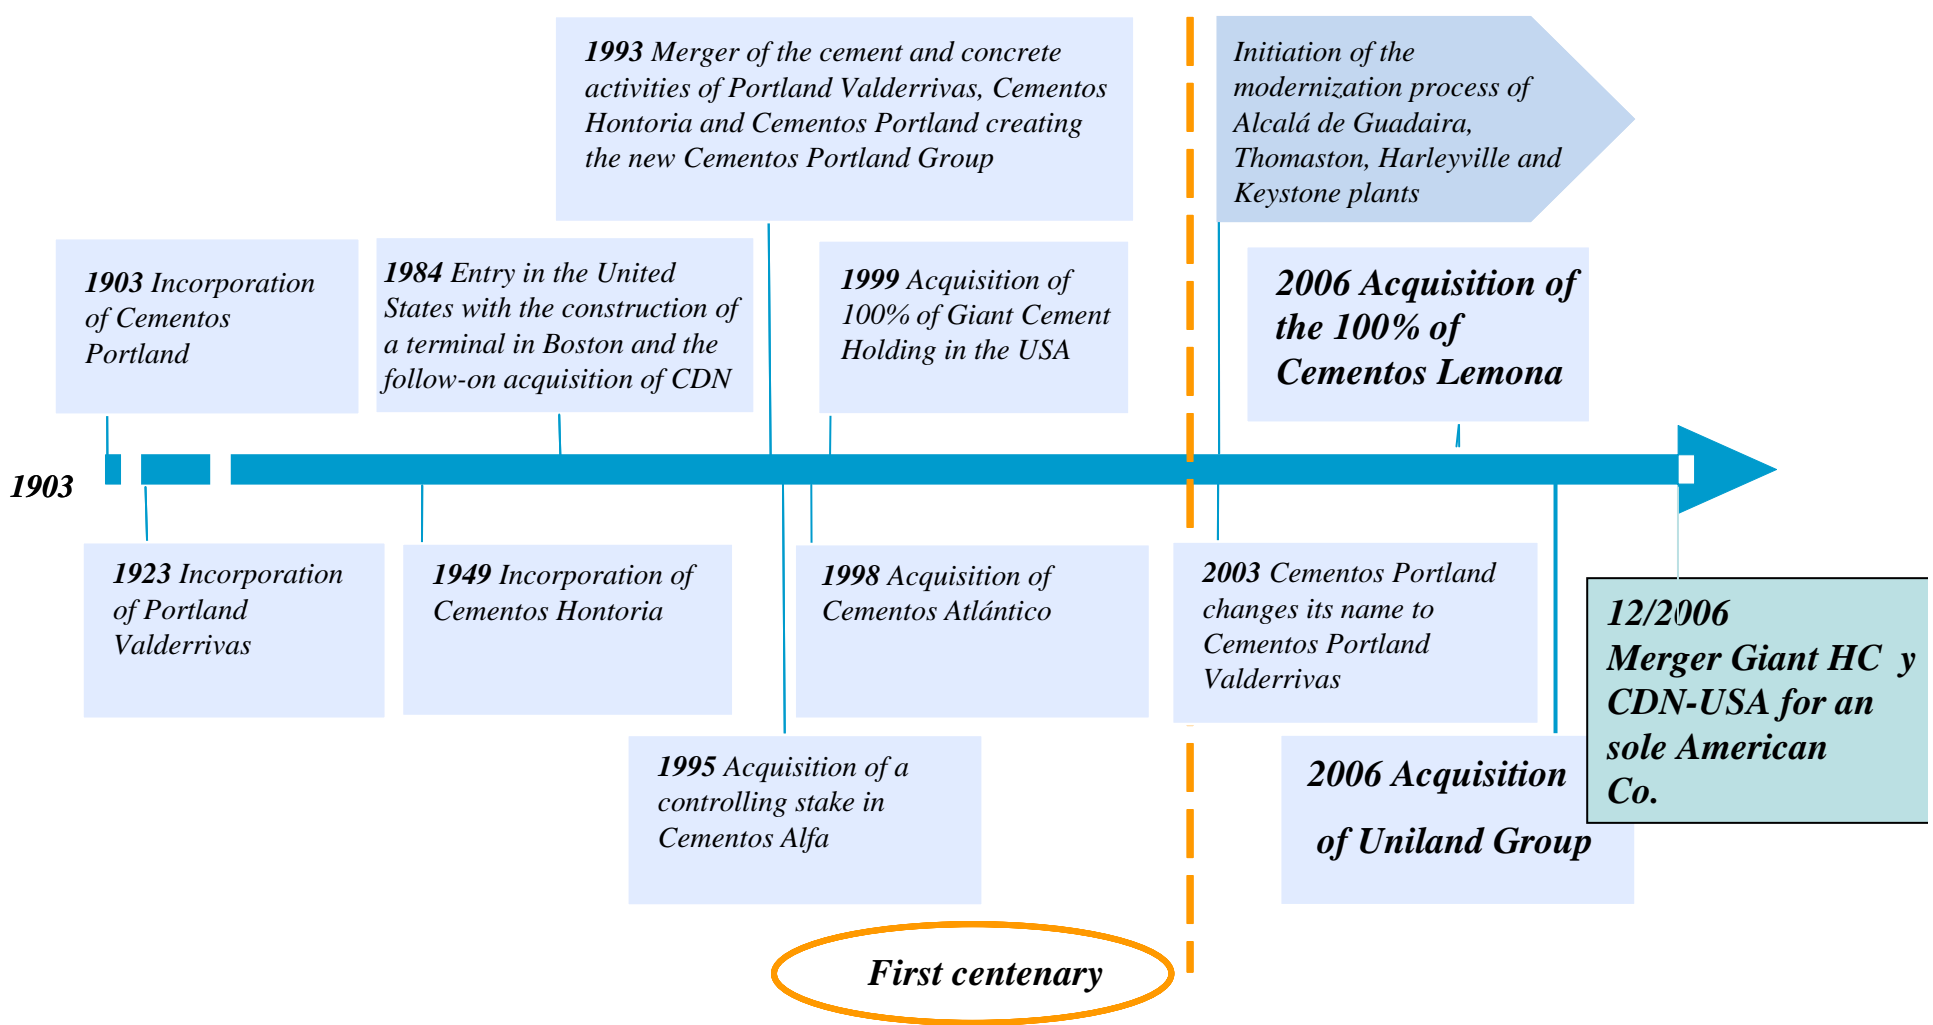 1993 Merger of the cement and concrete
activities of Portland Valderrivas, Cementos
Hontoria and Cementos Portland creating
the new Cementos Portland Group
Initiation of the
modernization process of
Alcalá de Guadaira,
Thomaston, Harleyville and
Keystone plants
1903 Incorporation
of Cementos
Portland
1984 Entry in the United
States with the construction of
a terminal in Boston and the
follow-on acquisition of CDN
1999 Acquisition of
100% of Giant Cement
Holding in the USA
2006 Acquisition of
the 100% of
Cementos Lemona
1903
1923 Incorporation
of Portland
Valderrivas
1949 Incorporation of
Cementos Hontoria
1998 Acquisition of
Cementos Atlántico
2003 Cementos Portland
changes its name to
Cementos Portland
Valderrivas
12/2006
Merger Giant HC y
CDN-USA for an
sole American
Co.
1995 Acquisition of a
controlling stake in
Cementos Alfa
2006 Acquisition
of Uniland Group
First centenary